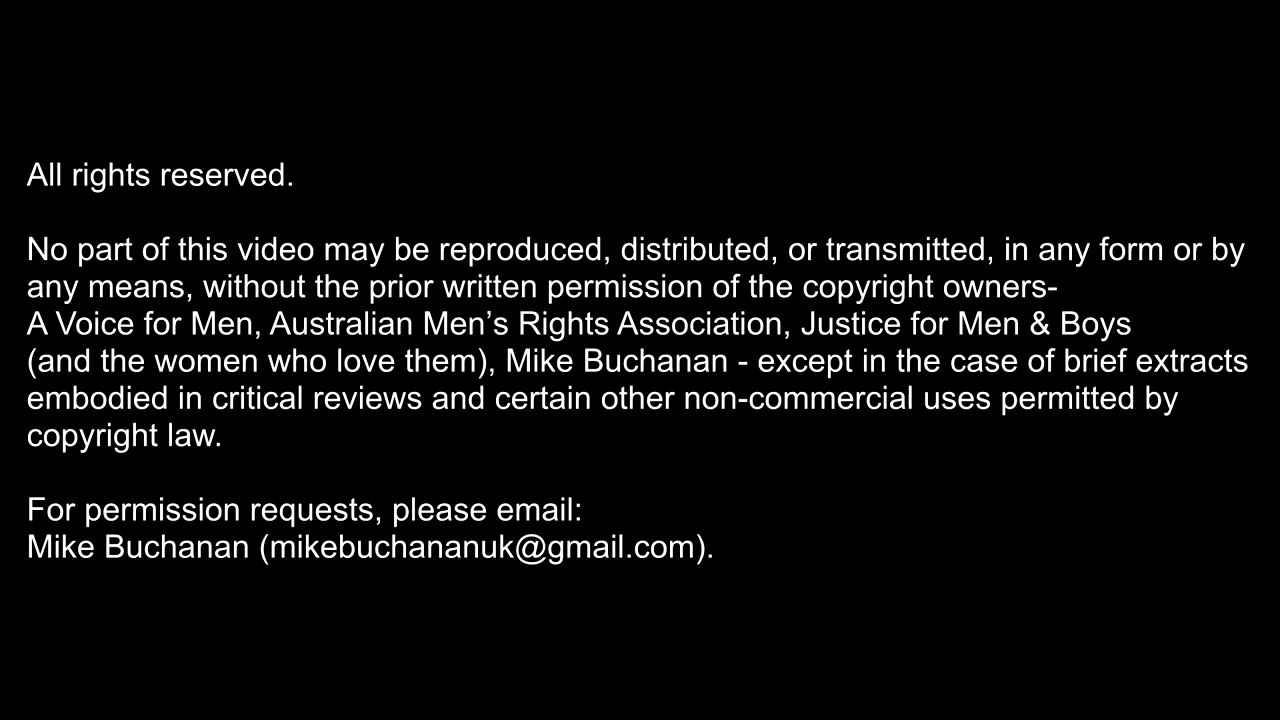 All rights reserved.
No part of this video may be reproduced, distributed, or transmitted, in any form or by
any means, without the prior written permission of the copyright owners-
A Voice for Men, Australian Men’s Rights Association, Justice for Men & Boys
(and the women who love them), Mike Buchanan - except in the case of brief extracts
embodied in critical reviews and certain other non-commercial uses permitted by
copyright law.
For permission requests, please email:
Mike Buchanan (mikebuchananuk@gmail.com).